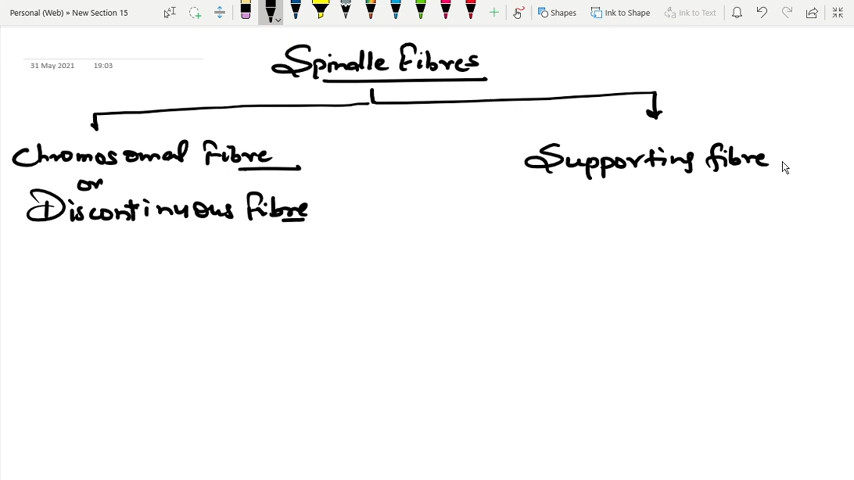 Personal (Web) » New Section 15
Shapes
Ink to Shape
Ink to Text
31 May 2021 19:03
Spindle Fibres
Chromosomal Fibre
or
Discontinuous Fibre
Supporting fibre